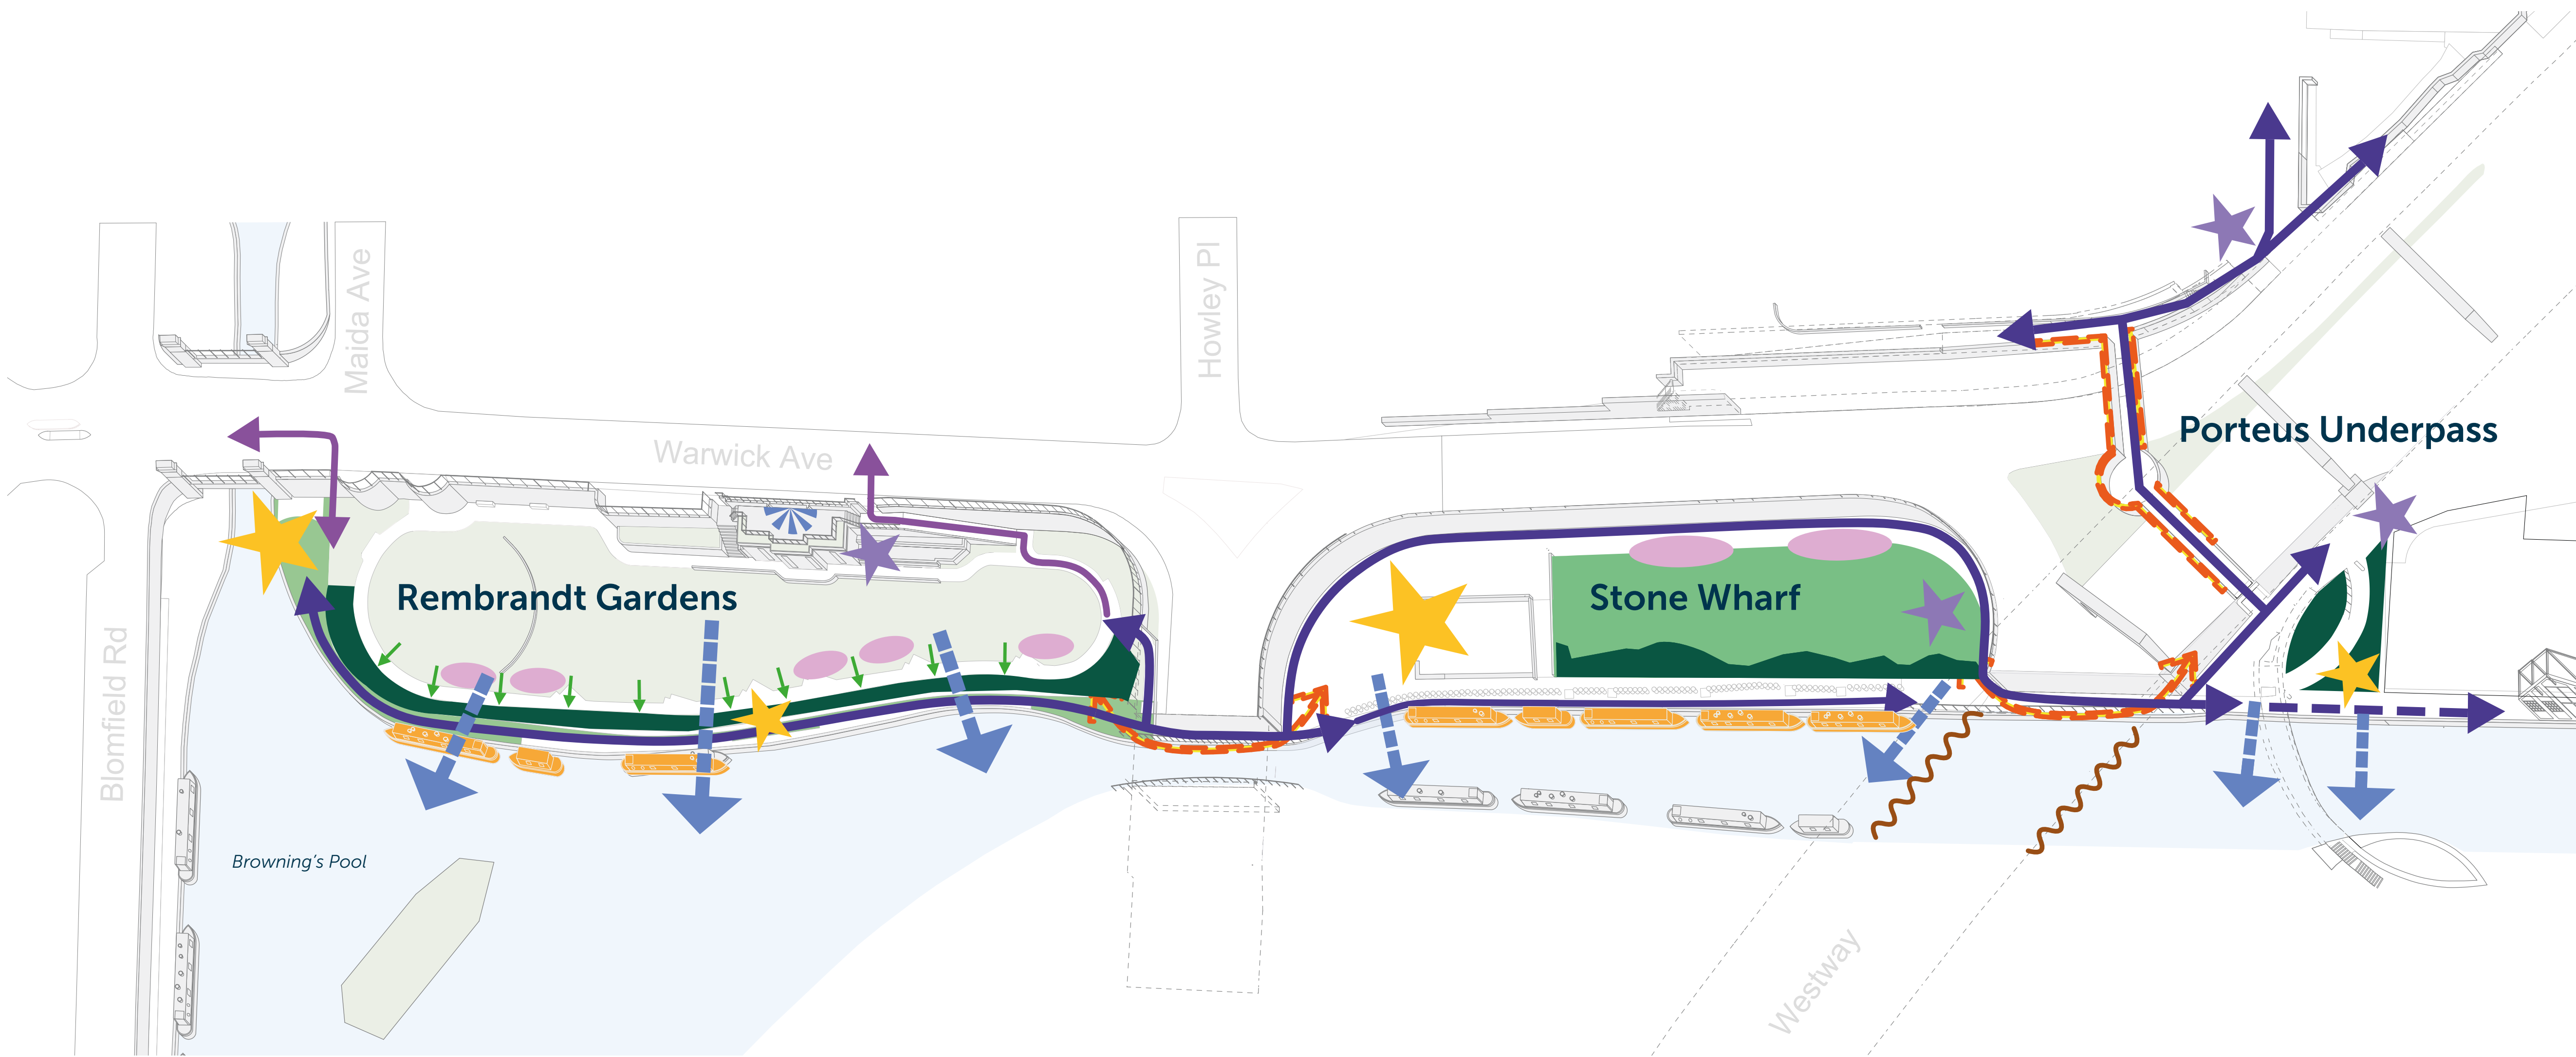 Maida Ave
Howley Pl
Warwick Ave
Porteus Underpass
Rembrandt Gardens
Stone Wharf
Blomfield Rd
Browning's Pool
Westway